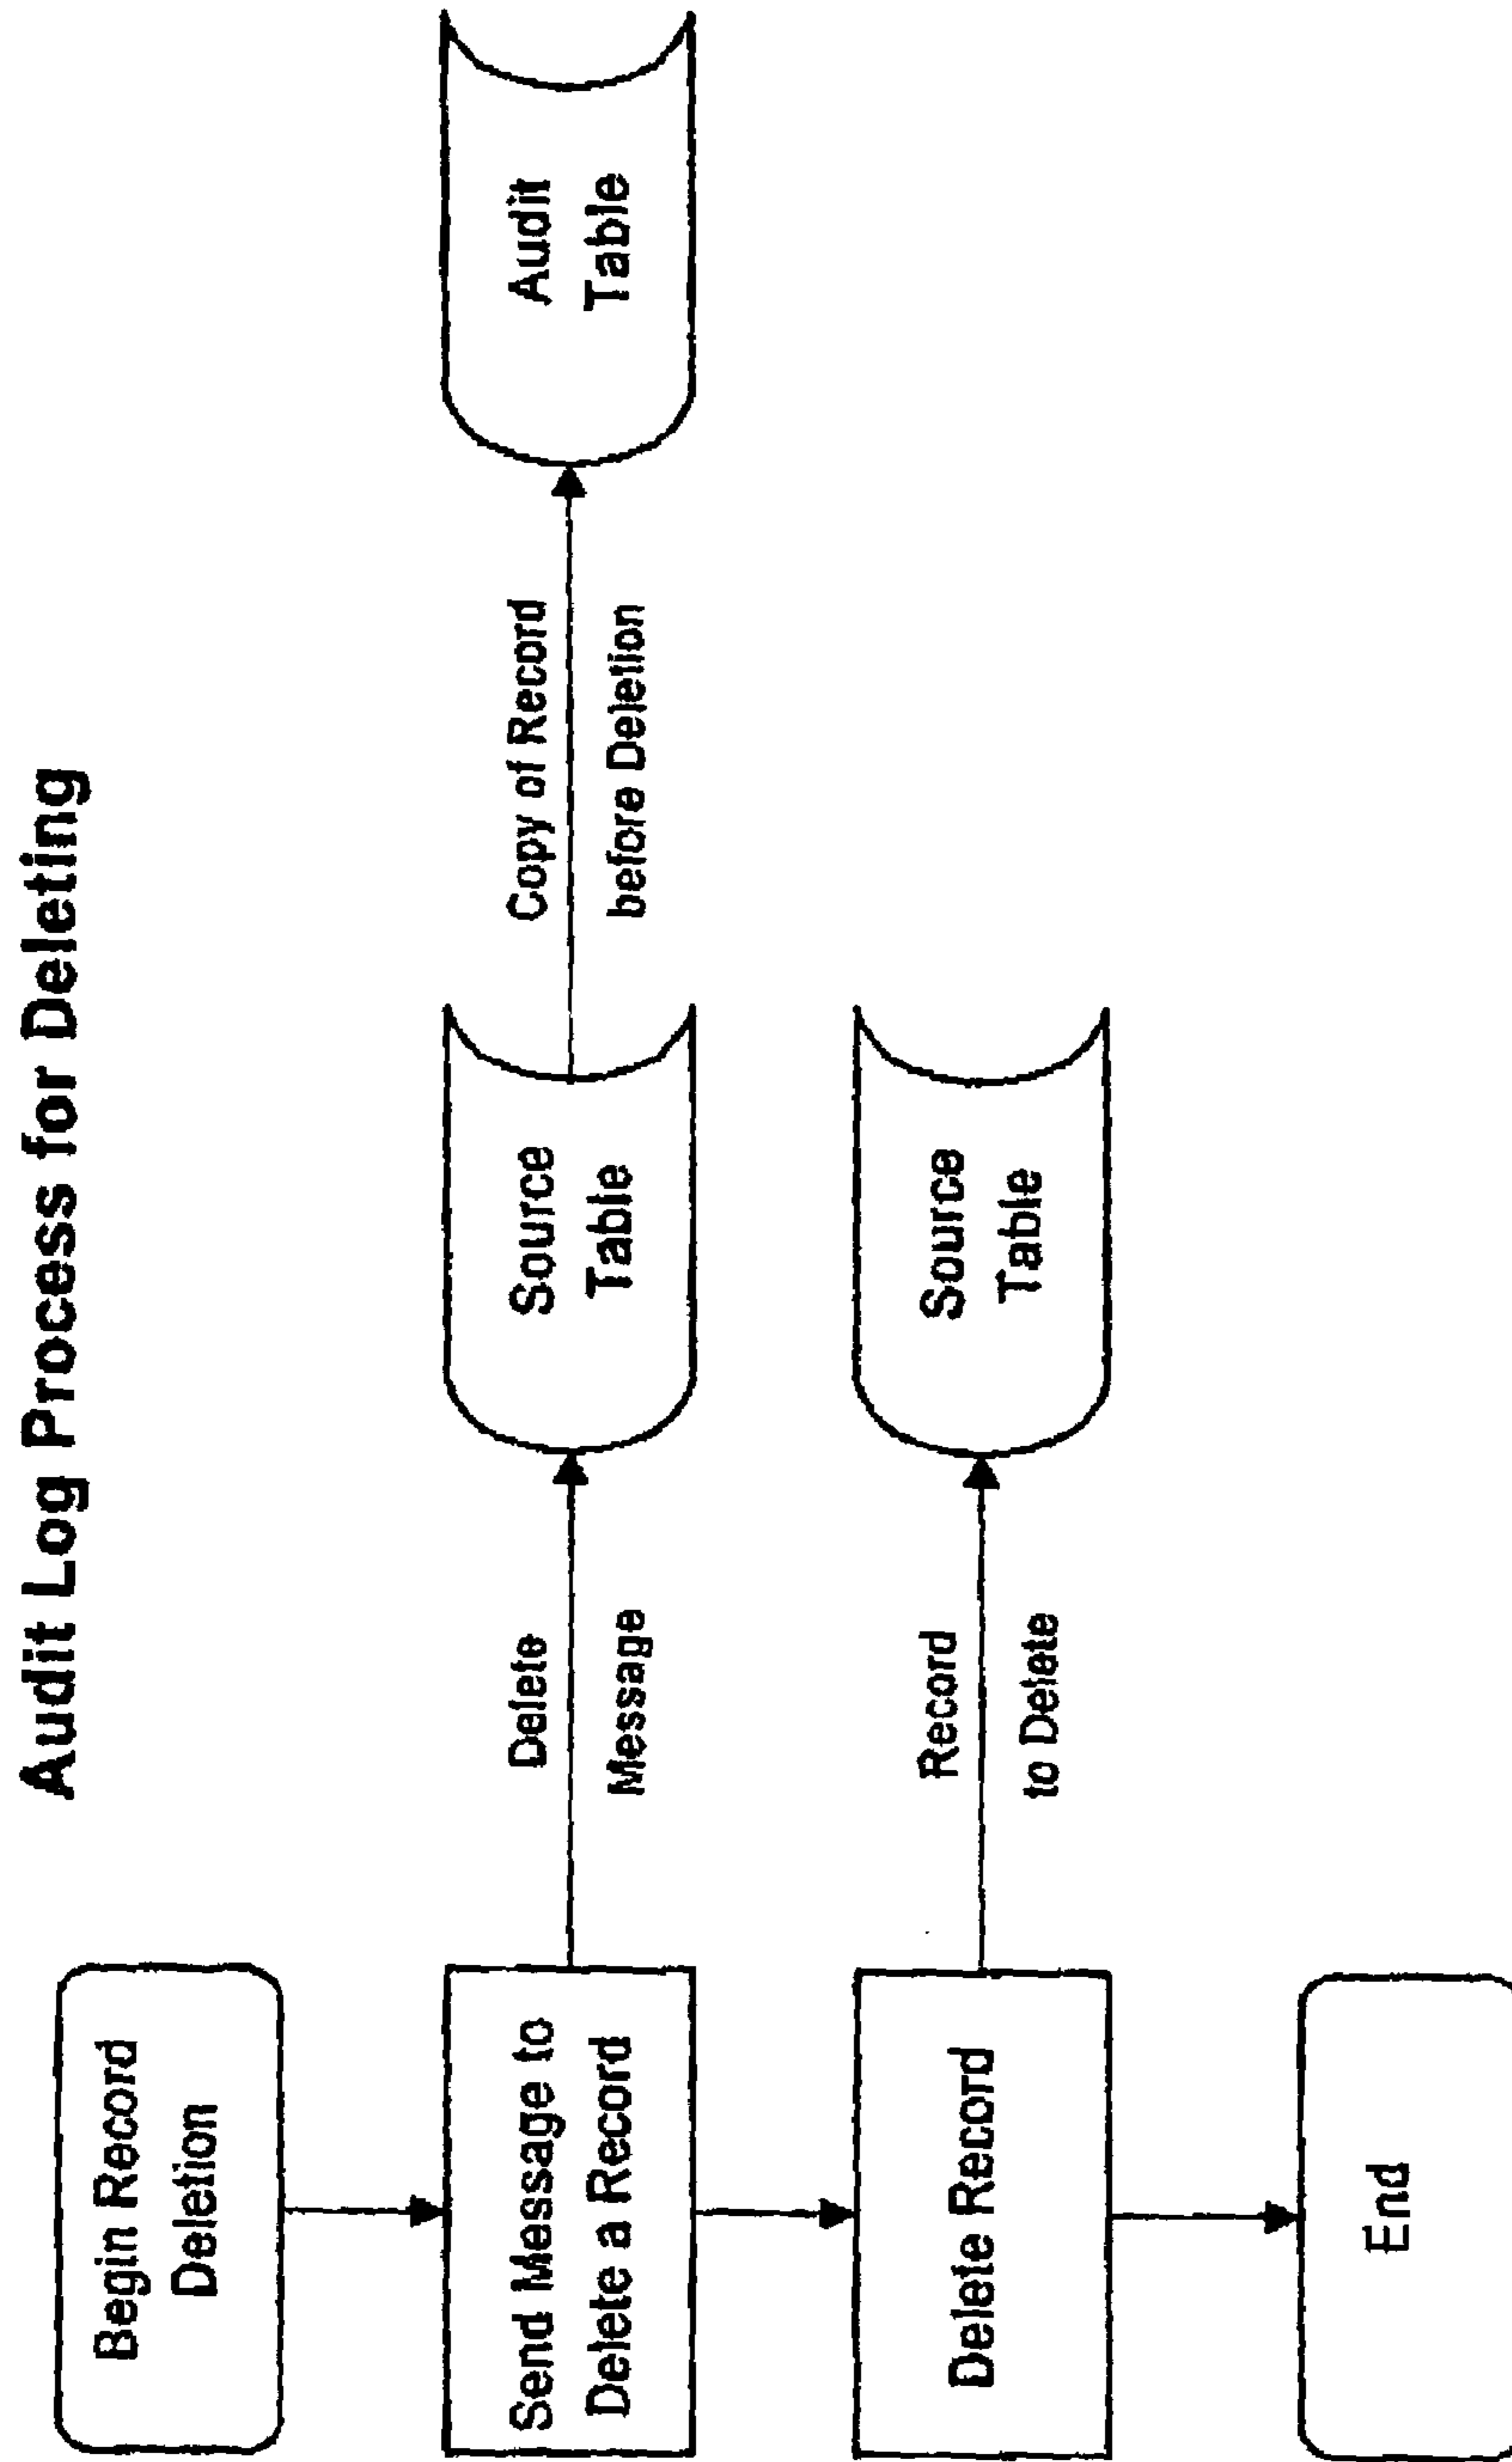 Audit Log Process for Deleting
Begin Record
Deletion
Send Message to
Delete a Record
Delete
Message
Source
Table
Copy of Record
before Deletion
Audit
Table
Delete Record
Record
to Delete
Source
Table
End